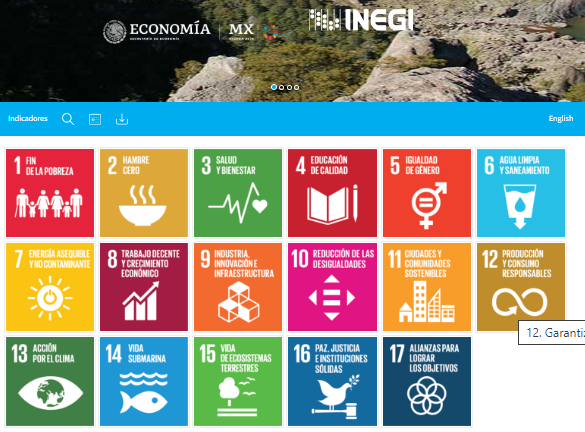 ECONOMÍA
MX
INEGI
Indicadores
English
1 FIN
DE LA POBREZA
2 HAMBRE
CERO
3 SALUD
Y BIENESTAR
4 EDUCACIÓN
DE CALIDAD
5 IGUALDAD
DE GÉNERO
6 AGUA LIMPIA
Y SANEAMIENTO
7 ENERGÍA ASEQUIBLE
Y NO CONTAMINANTE
8 TRABAJO DECENTE
Y CRECIMIENTO
ECONÓMICO
9 INDUSTRIA,
INNOVACIÓN E
INFRAESTRUCTURA
10 REDUCCIÓN DE LAS
DESIGUALDADES
11 CIUDADES Y
COMUNIDADES
SOSTENIBLES
12 PRODUCCIÓN
Y CONSUMO
RESPONSABLES
12. Garantiz
13 ACCIÓN
POR EL CLIMA
14 VIDA
SUBMARINA
15 VIDA
DE ECOSISTEMAS
TERRESTRES
16 PAZ, JUSTICIA
E INSTITUCIONES
SÓLIDAS
17 ALIANZAS PARA
LOGRAR
LOS OBJETIVOS